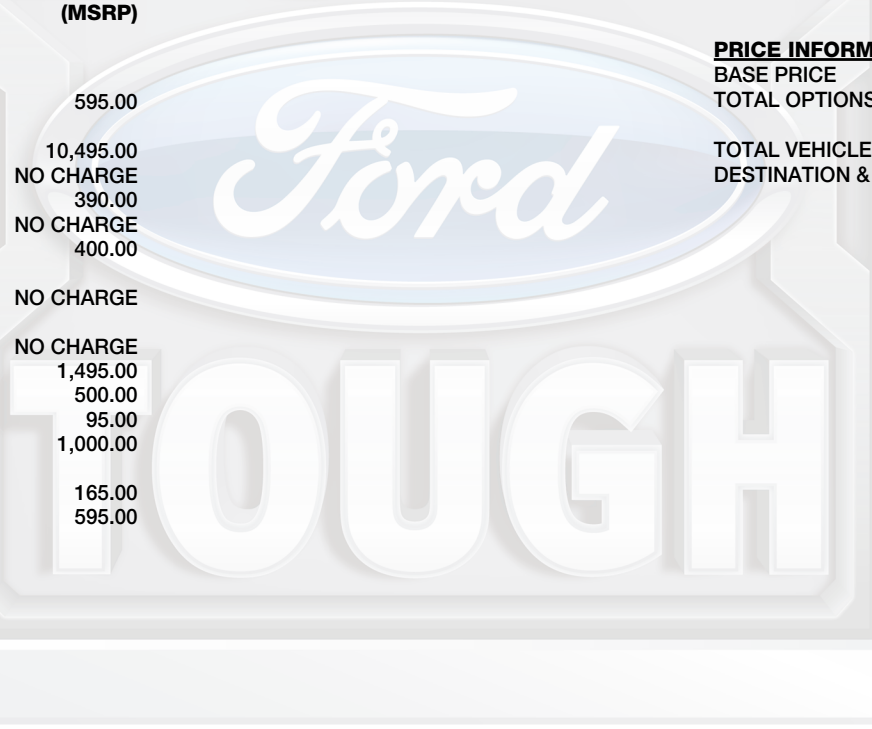 (MSRP)
595.00
10,495.00
NO CHARGE
390.00
NO CHARGE
400.00
NO CHARGE
NO CHARGE
1,495.00
500.00
95.00
1,000.00
165.00
595.00
PRICE INFORM
BASE PRICE
TOTAL OPTIONS
TOTAL VEHICLE
DESTINATION &
Ford
TOUGH